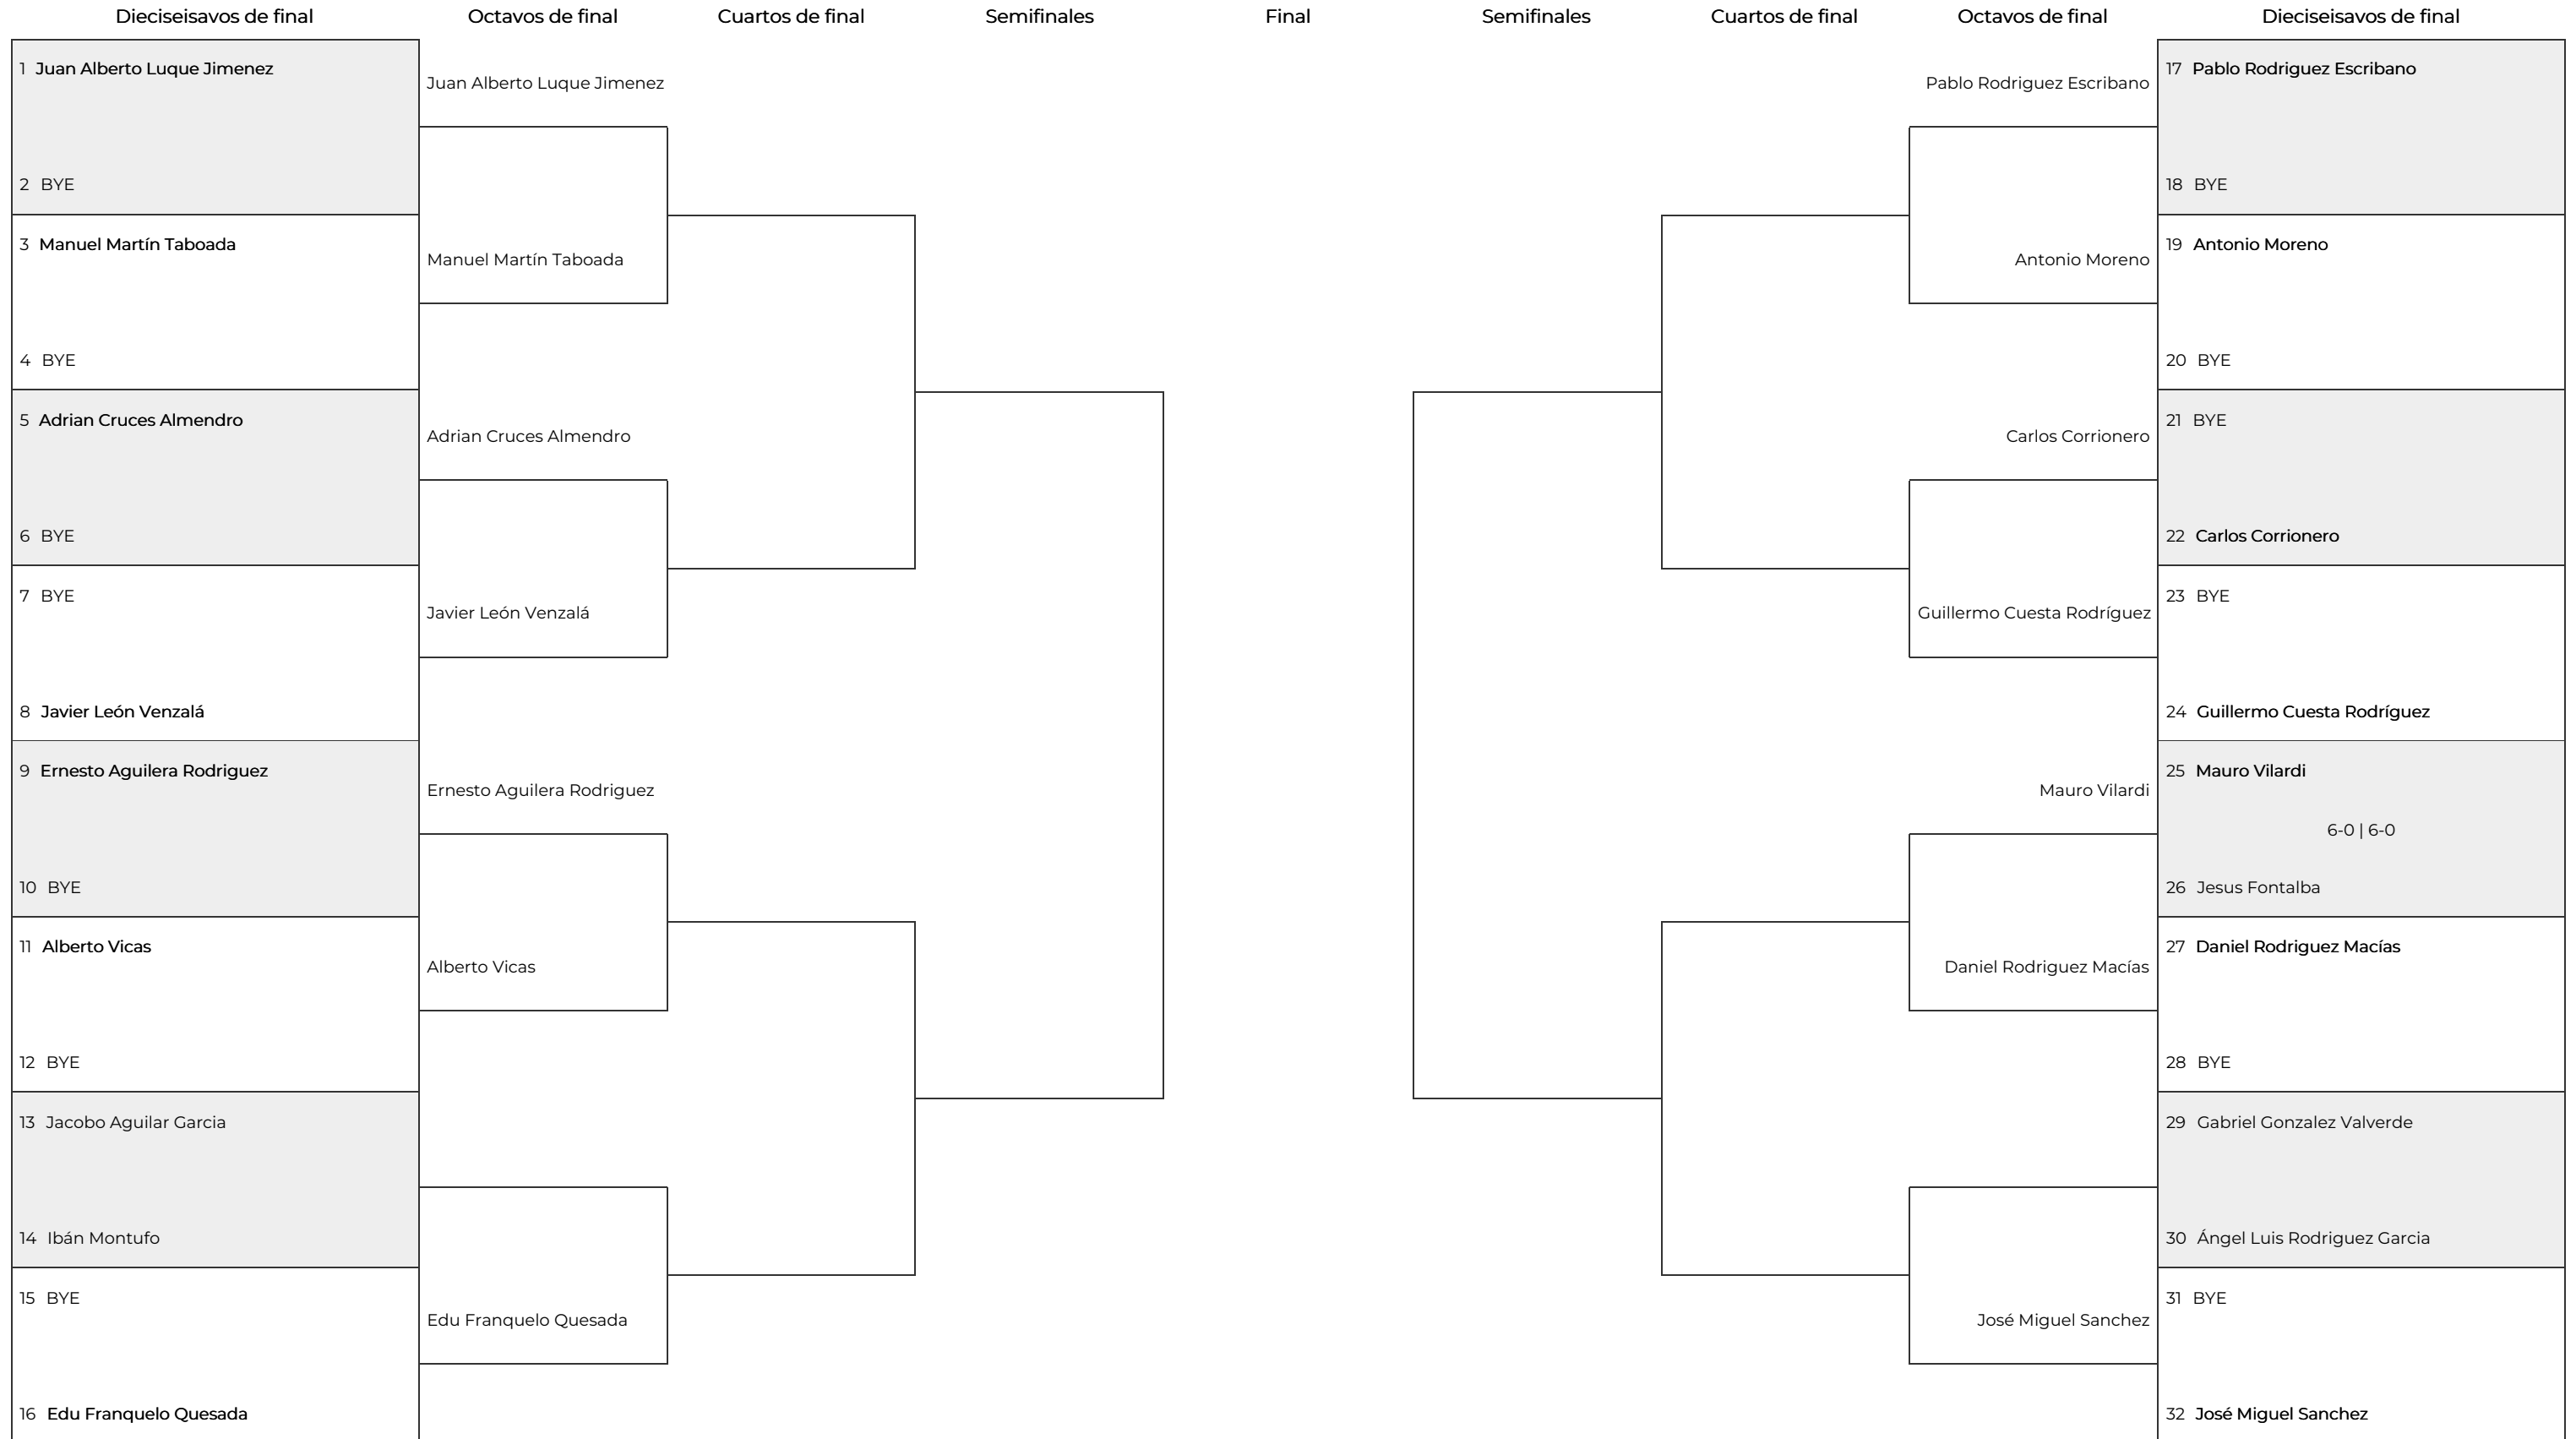 Dieciseisavos de final
Octavos de final
Cuartos de final
Semifinales
Final
Semifinales
Cuartos de final
Octavos de final
Dieciseisavos de final
1 Juan Alberto Luque Jimenez
2 BYE
3 Manuel Martín Taboada
4 BYE
5 Adrian Cruces Almendro
6 BYE
7 BYE
8 Javier León Venzalá
9 Ernesto Aguilera Rodriguez
10 BYE
11 Alberto Vicas
12 BYE
13 Jacobo Aguilar Garcia
14 Ibán Montufo
15 BYE
16 Edu Franquelo Quesada
Juan Alberto Luque Jimenez
Manuel Martín Taboada
Adrian Cruces Almendro
Javier León Venzalá
Ernesto Aguilera Rodriguez
Alberto Vicas
Edu Franquelo Quesada
Pablo Rodriguez Escribano
Antonio Moreno
Carlos Corrionero
Guillermo Cuesta Rodríguez
Mauro Vilardi
Daniel Rodriguez Macías
José Miguel Sanchez
17 Pablo Rodriguez Escribano
18 BYE
19 Antonio Moreno
20 BYE
21 BYE
22 Carlos Corrionero
23 BYE
24 Guillermo Cuesta Rodríguez
25 Mauro Vilardi
6-0 | 6-0
26 Jesus Fontalba
27 Daniel Rodriguez Macías
28 BYE
29 Gabriel Gonzalez Valverde
30 Ángel Luis Rodriguez Garcia
31 BYE
32 José Miguel Sanchez